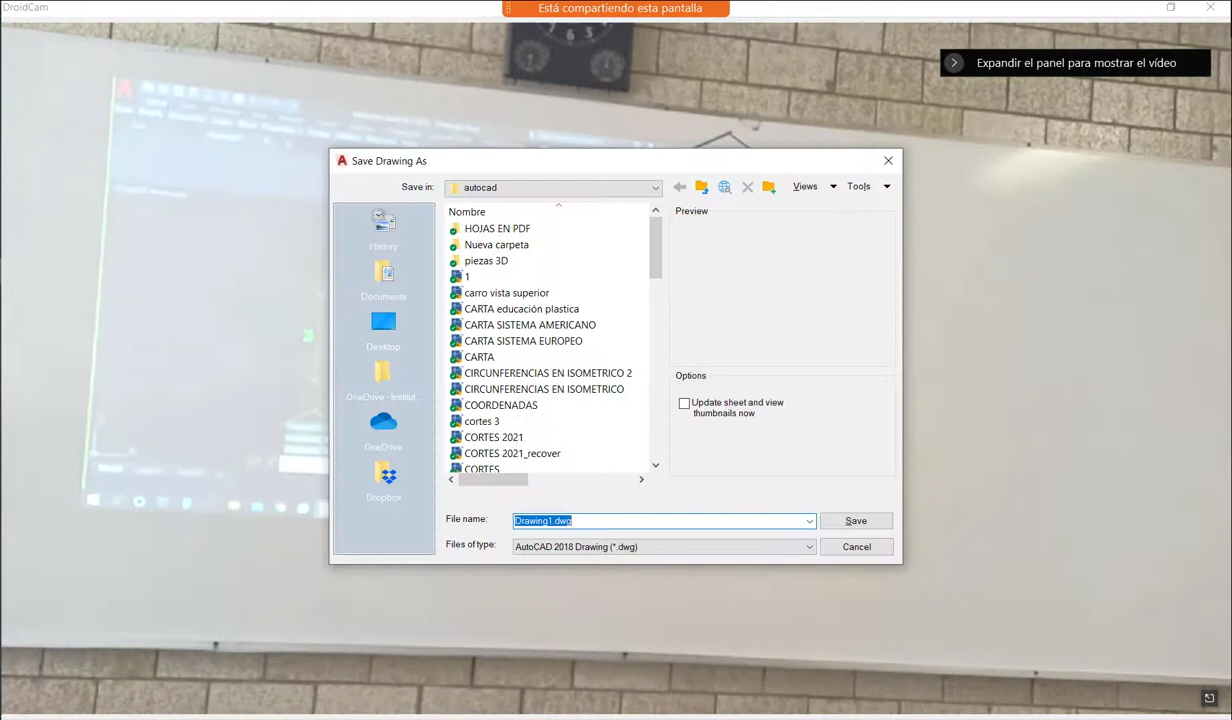 DroidCam
Está compartiendo esta pantalla
Expandir el panel para mostrar el vídeo
7 6 5
Save Drawing As
Save in: autocad
Views
Tools
Nombre
HOJAS EN PDF
Nueva carpeta
piezas 3D
1
carro vista superior
CARTA educación plastica
CARTA SISTEMA AMERICANO
CARTA SISTEMA EUROPEO
CARTA
CIRCUNFERENCIAS EN ISOMETRICO 2
CIRCUNFERENCIAS EN ISOMETRICO
COORDENADAS
cortes 3
CORTES 2021
CORTES 2021_recover
CORTES
History
Documents
Desktop
OneDrive - Institut...
OneDrive
Dropbox
Preview
Options
Update sheet and view
thumbnails now
File name: Drawing1.dwg
Save
Files of type: AutoCAD 2018 Drawing (*.dwg)
Cancel